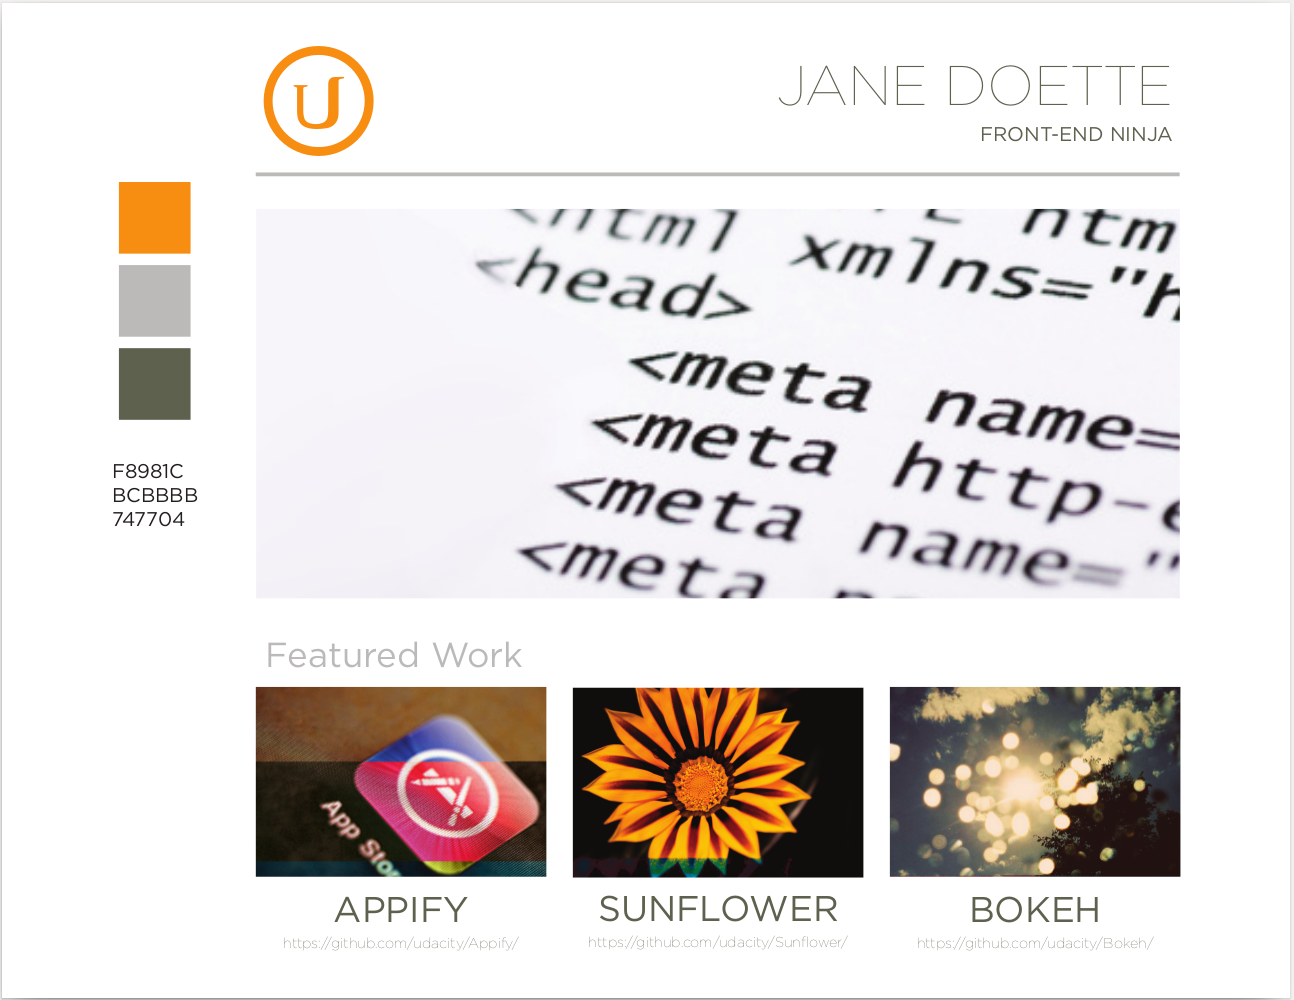 U
JANE DOETTE
FRONT-END NINJA
F8981C
BCBBBB
747704
<html xmlns="h
htm
<head>
<meta name=
<meta http-e
<meta name="
<meta
Featured Work
App Stor
APPIFY
SUNFLOWER
BOKEH
https://github.com/udacity/Appify/
https://github.com/udacity/Sunflower/
https://github.com/udacity/Bokeh/